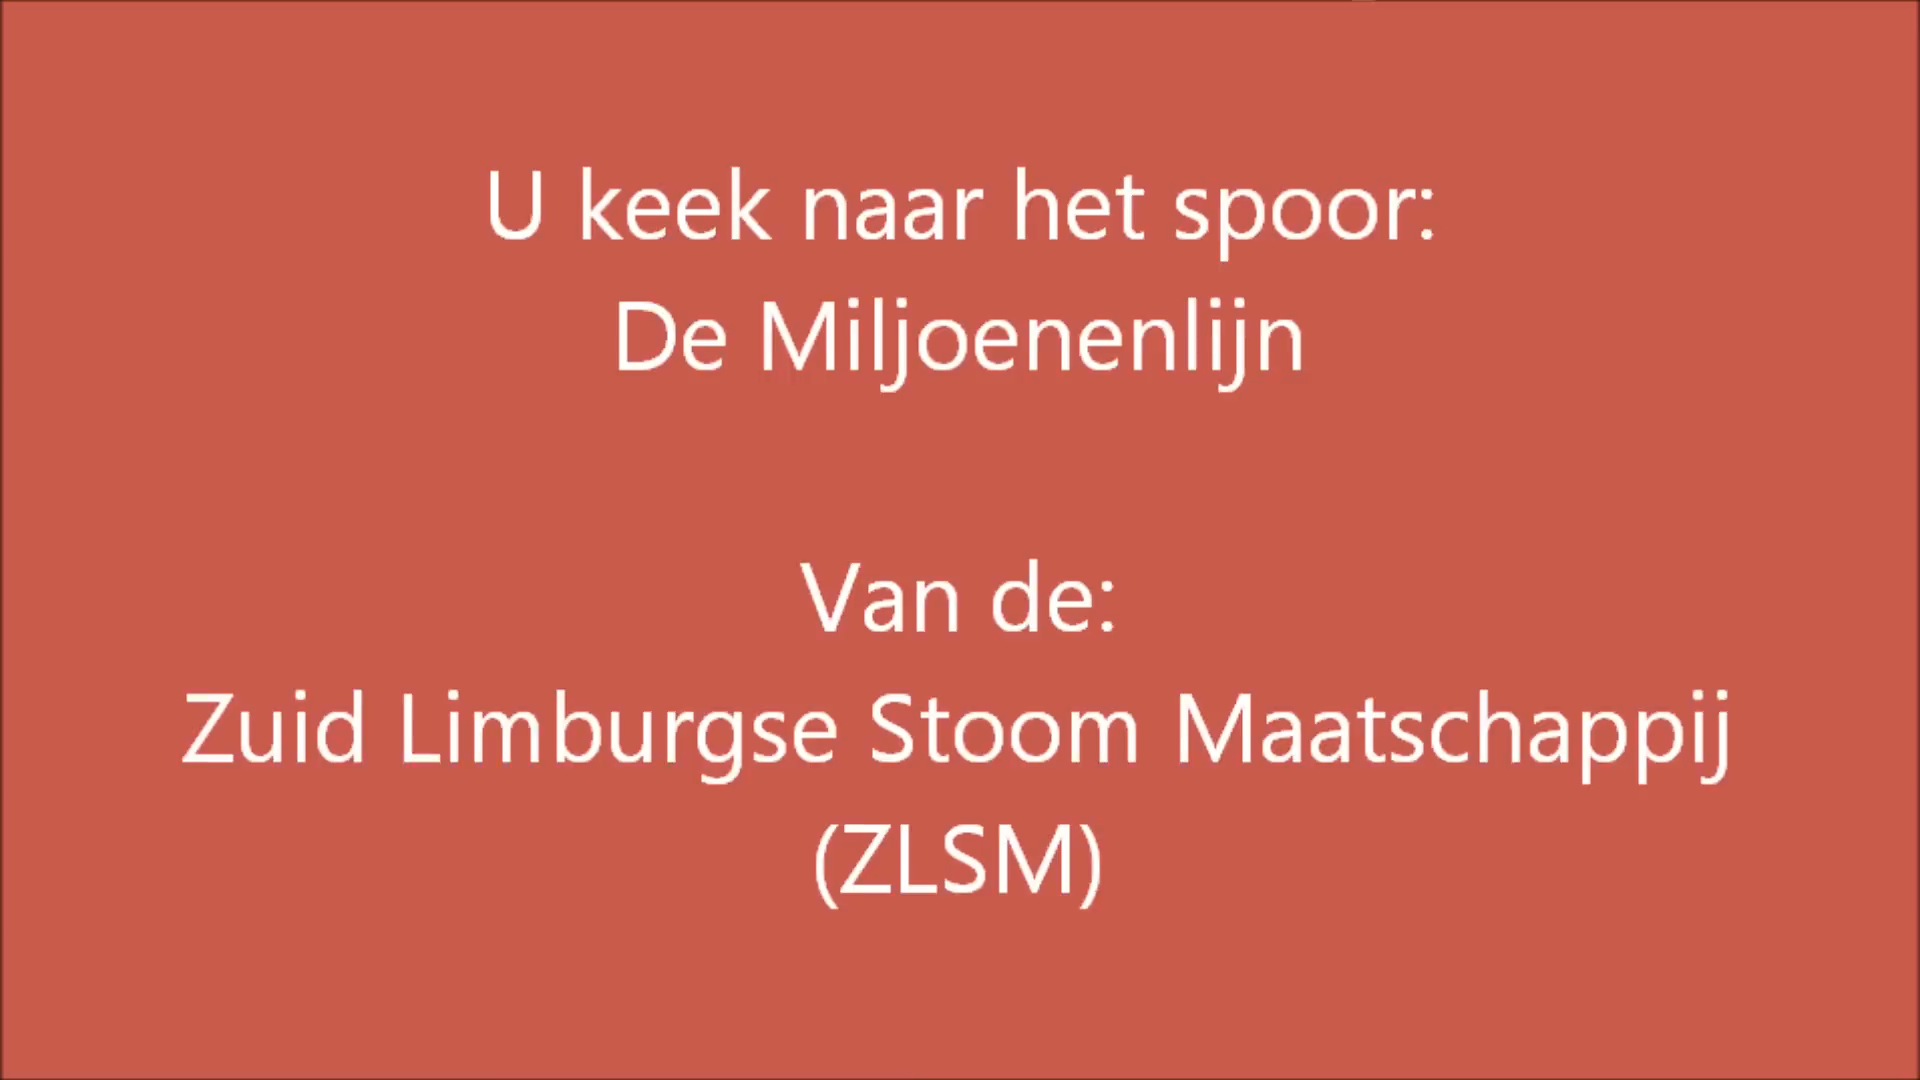 U keek naar het spoor:
De Miljoenenlijn
Van de:
Zuid Limburgse Stoom Maatschappij
(ZLSM)